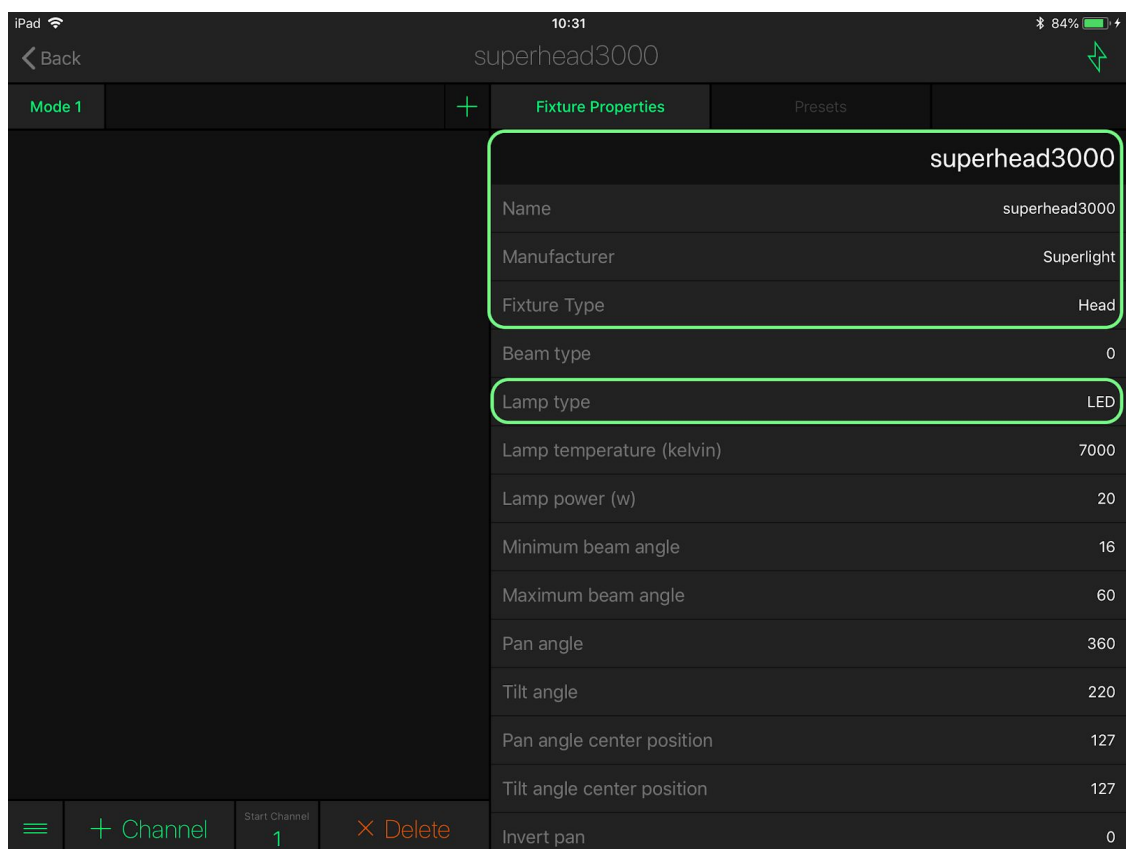 iPad 10:31 84%
Back superhead3000
Mode 1 + Fixture Properties Presets
superhead3000
Name superhead3000
Manufacturer Superlight
Fixture Type Head
Beam type 0
Lamp type LED
Lamp temperature (kelvin) 7000
Lamp power (w) 20
Minimum beam angle 16
Maximum beam angle 60
Pan angle 360
Tilt angle 220
Pan angle center position 127
Tilt angle center position 127
Invert pan 0
+ Channel
Start Channel
1
× Delete